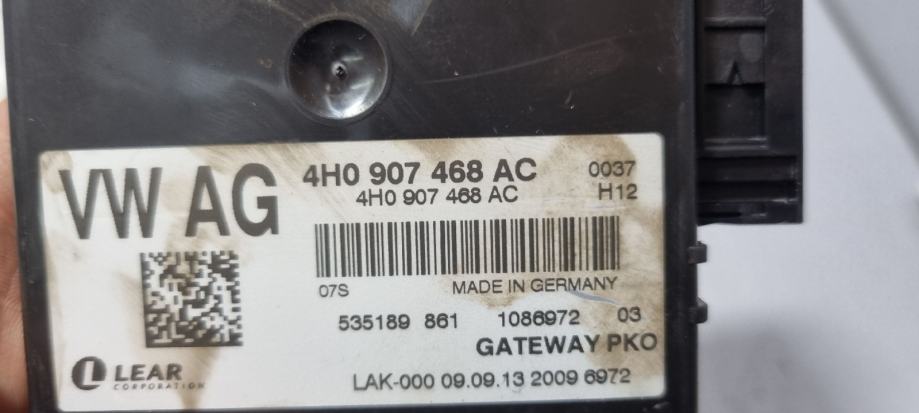 VW AG
4H0 907 468 AC 0037
4H0 907 468 AC H12
07S MADE IN GERMANY
535189 861 1086972 03
GATEWAY PKO
LEAR
CORPORATION
LAK-000 09.09.13 2009 6972